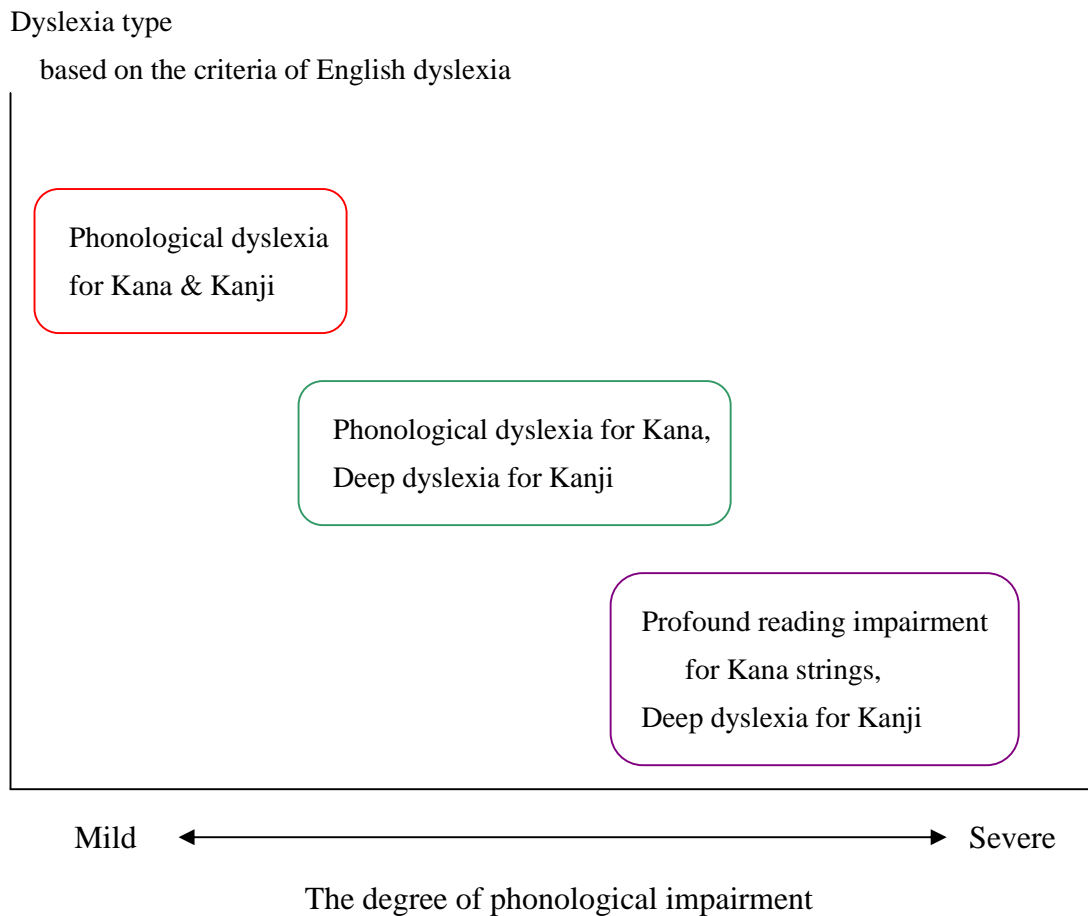 Dyslexia type
based on the criteria of English dyslexia
Phonological dyslexia
for Kana & Kanji
Phonological dyslexia for Kana,
Deep dyslexia for Kanji
Profound reading impairment
for Kana strings,
Deep dyslexia for Kanji
Mild Severe
The degree of phonological impairment